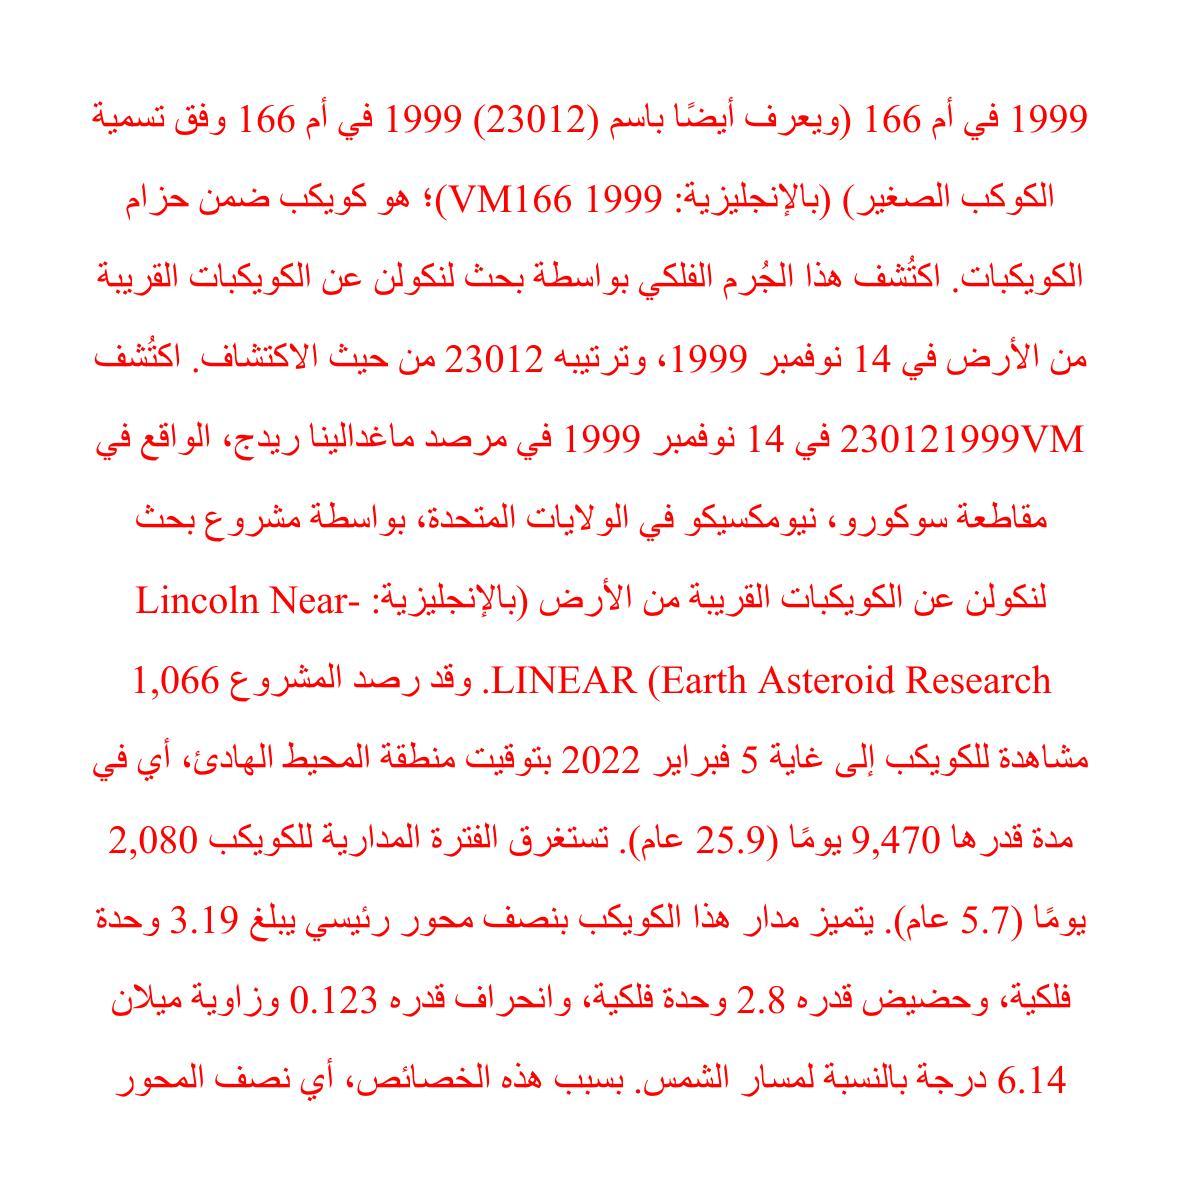 1999 في أم 166 (ويعرف أيضًا باسم (23012) 1999 في أم 166 وفق تسمية
الكوكب الصغير) (بالإنجليزية: 1999 VM166)؛ هو كويكب ضمن حزام
الكويكبات. اكتُشف هذا الجُرم الفلكي بواسطة بحث لنكولن عن الكويكبات القريبة
من الأرض في 14 نوفمبر 1999، وترتيبه 23012 من حيث الاكتشاف. اكتُشف
230121999VM في 14 نوفمبر 1999 في مرصد ماغدالينا ريدج، الواقع في
مقاطعة سوكورو، نيومكسيكو في الولايات المتحدة، بواسطة مشروع بحث
لنكولن عن الكويكبات القريبة من الأرض (بالإنجليزية: Lincoln Near-
Earth Asteroid Research) LINEAR. وقد رصد المشروع 1,066
مشاهدة للكويكب إلى غاية 5 فبراير 2022 بتوقيت منطقة المحيط الهادئ، أي في
مدة قدرها 9,470 يومًا (25.9 عام). تستغرق الفترة المدارية للكويكب 2,080
يومًا (5.7 عام). يتميز مدار هذا الكويكب بنصف محور رئيسي يبلغ 3.19 وحدة
فلكية، وحضيض قدره 2.8 وحدة فلكية، وانحراف قدره 0.123 وزاوية ميلان
6.14 درجة بالنسبة لمسار الشمس. بسبب هذه الخصائص، أي نصف المحور